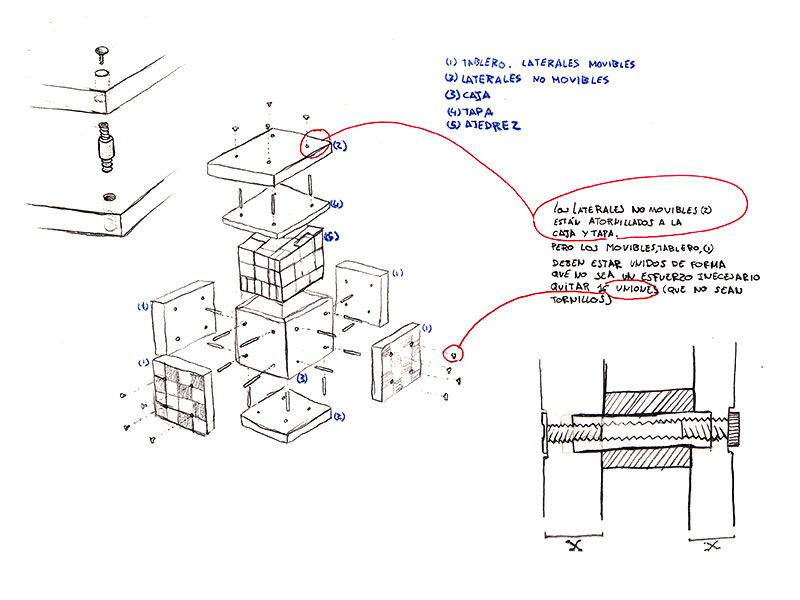 (1) TABLERO. LATERALES MOVIBLES
(2) LATERALES NO MOVIBLES
(3) CAJA
(4) TAPA
(5) AJEDREZ
(2)
(4)
(5)
(1)
(1)
(1)
(1)
(3)
(2)
LOS LATERALES NO MOVIBLES (2)
ESTÁN ATORNILLADOS A LA
CAJA Y TAPA.
PERO LOS MOVIBLES, TABLERO, (1)
DEBEN ESTAR UNIDOS DE FORMA
QUE NO SEA UN ESFUERZO INECESARIO
QUITAR 15 UNIONES (QUE NO SEAN
TORNILLOS)
X
X